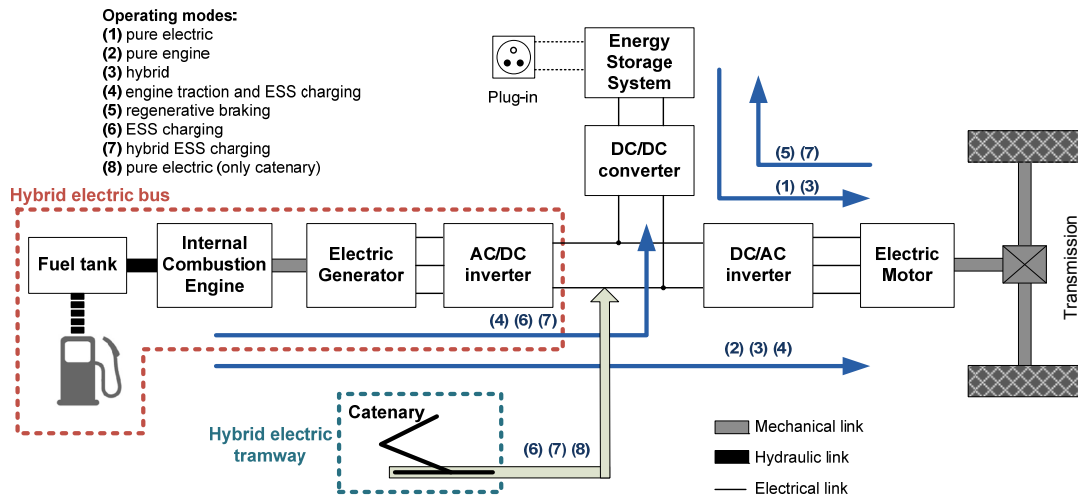 Operating modes:
(1) pure electric
(2) pure engine
(3) hybrid
(4) engine traction and ESS charging
(5) regenerative braking
(6) ESS charging
(7) hybrid ESS charging
(8) pure electric (only catenary)
Plug-in
Energy
Storage
System
DC/DC
converter
(5) (7)
(1) (3)
Hybrid electric bus
Fuel tank
Internal
Combustion
Engine
Electric
Generator
AC/DC
inverter
DC/AC
inverter
Electric
Motor
Transmission
(4) (6) (7)
(2) (3) (4)
Catenary
Hybrid electric
tramway
(6) (7) (8)
Mechanical link
Hydraulic link
Electrical link